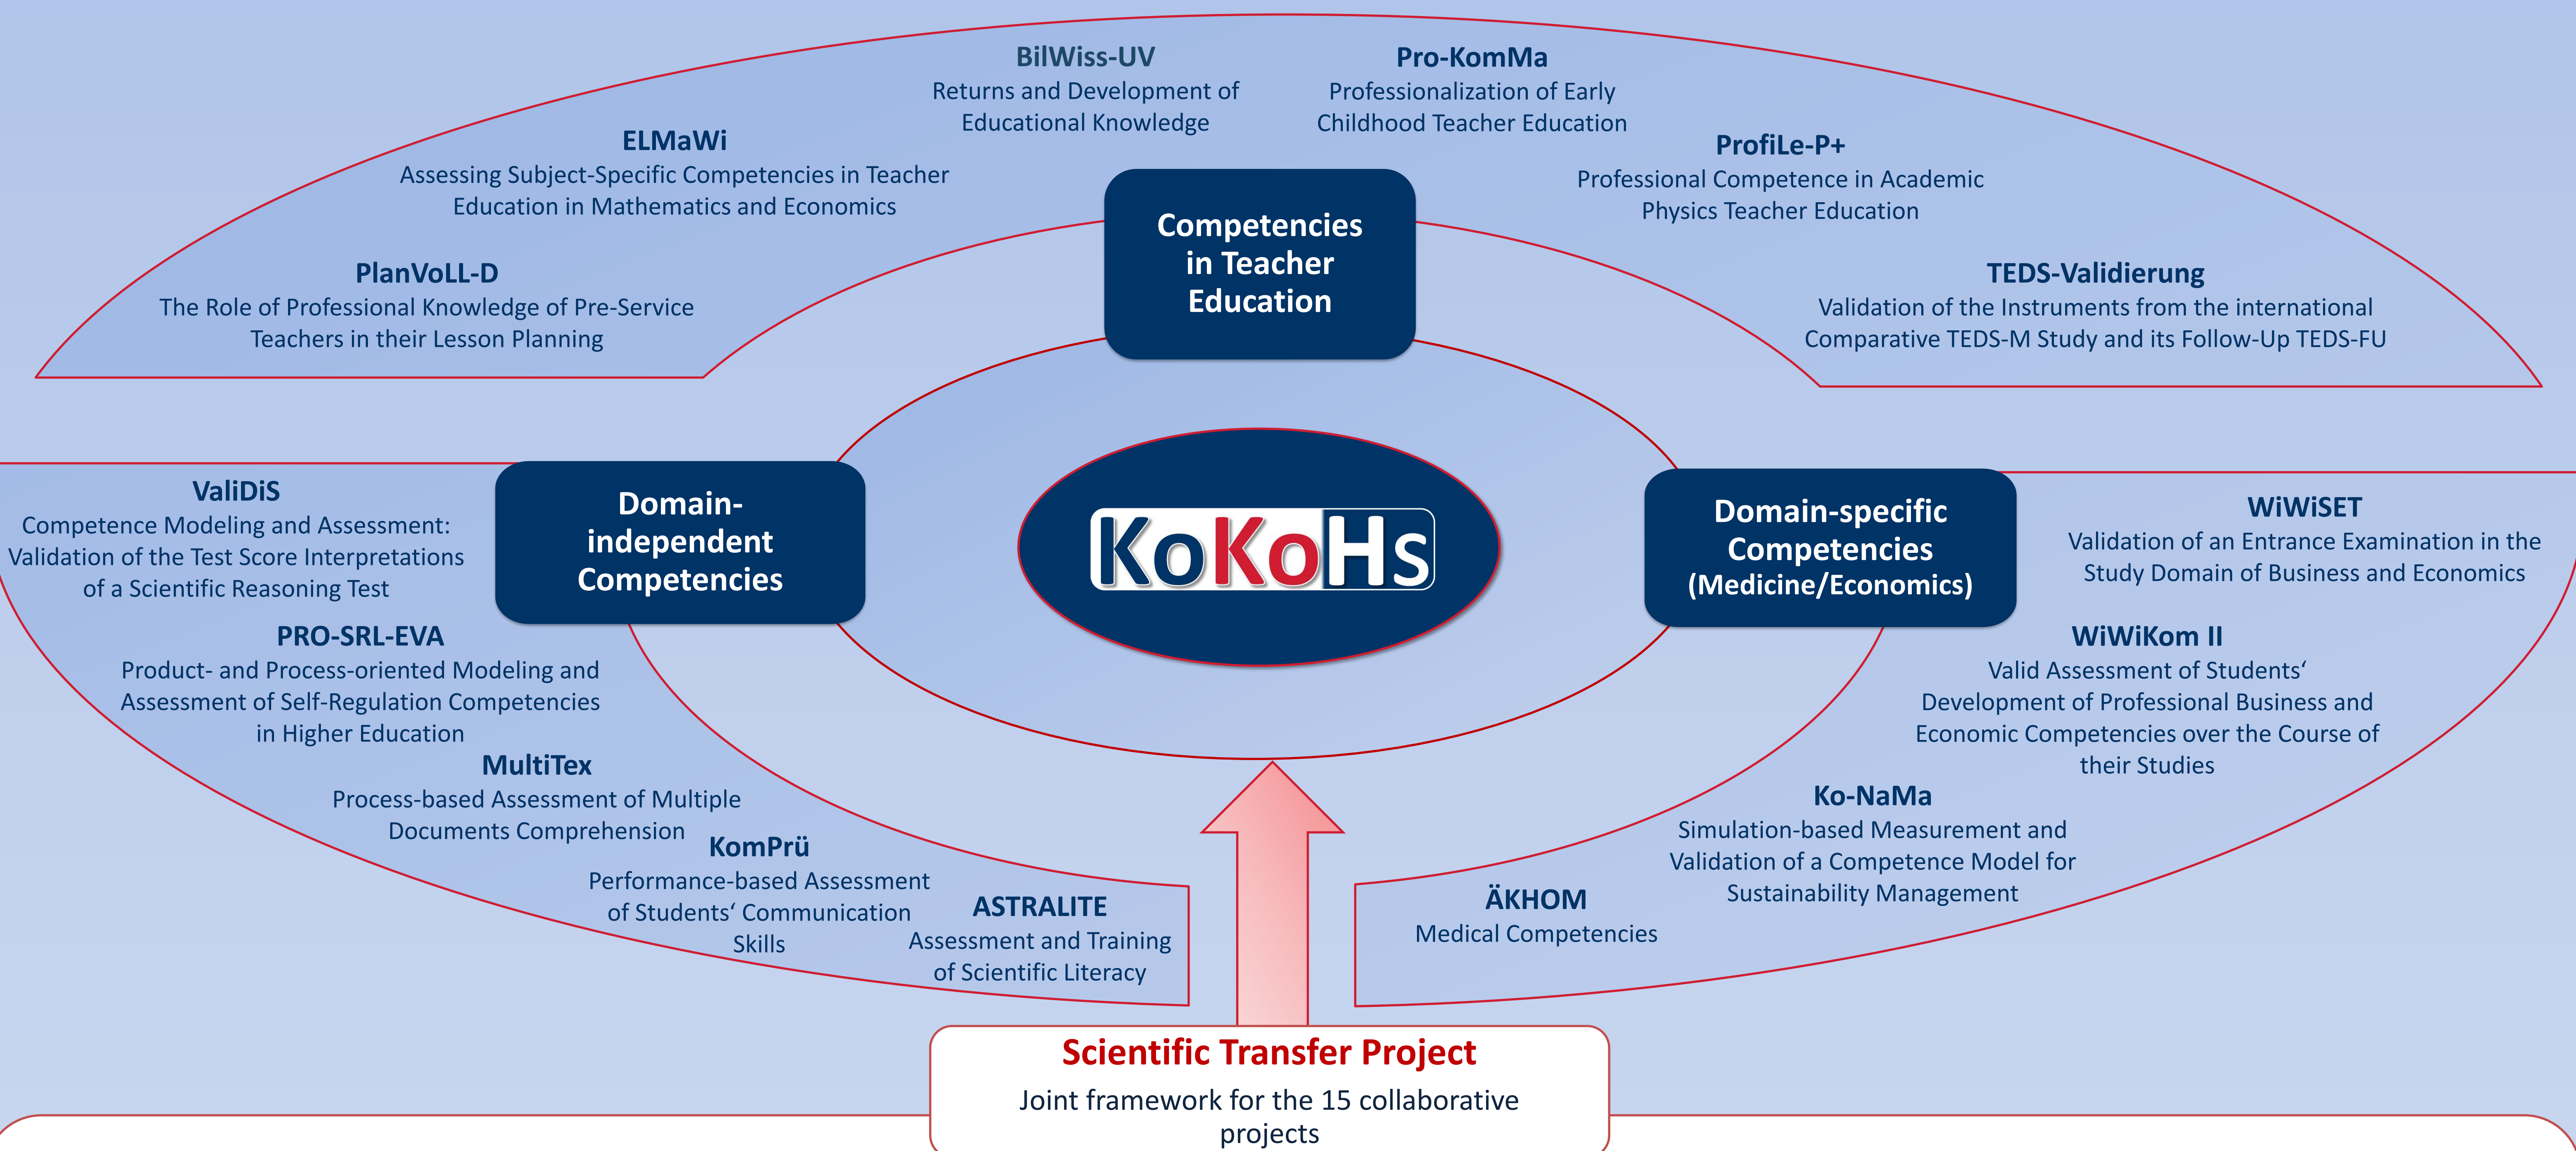 BilWiss-UV
Returns and Development of
Educational Knowledge
Pro-KomMa
Professionalization of Early
Childhood Teacher Education
ELMaWi
Assessing Subject-Specific Competencies in Teacher
Education in Mathematics and Economics
ProfiLe-P+
Professional Competence in Academic
Physics Teacher Education
PlanVoLL-D
The Role of Professional Knowledge of Pre-Service
Teachers in their Lesson Planning
Competencies
in Teacher
Education
TEDS-Validierung
Validation of the Instruments from the international
Comparative TEDS-M Study and its Follow-Up TEDS-FU
ValiDiS
Competence Modeling and Assessment:
Validation of the Test Score Interpretations
of a Scientific Reasoning Test
Domain-
independent
Competencies
KoKoHs
Domain-specific
Competencies
(Medicine/Economics)
WiWiSET
Validation of an Entrance Examination in the
Study Domain of Business and Economics
PRO-SRL-EVA
Product- and Process-oriented Modeling and
Assessment of Self-Regulation Competencies
in Higher Education
WiWiKom II
Valid Assessment of Students‘
Development of Professional Business and
Economic Competencies over the Course of
their Studies
MultiTex
Process-based Assessment of Multiple
Documents Comprehension
Ko-NaMa
Simulation-based Measurement and
Validation of a Competence Model for
Sustainability Management
KomPrü
Performance-based Assessment
of Students‘ Communication
Skills
ASTRALITE
Assessment and Training
of Scientific Literacy
ÄKHOM
Medical Competencies
Scientific Transfer Project
Joint framework for the 15 collaborative
projects